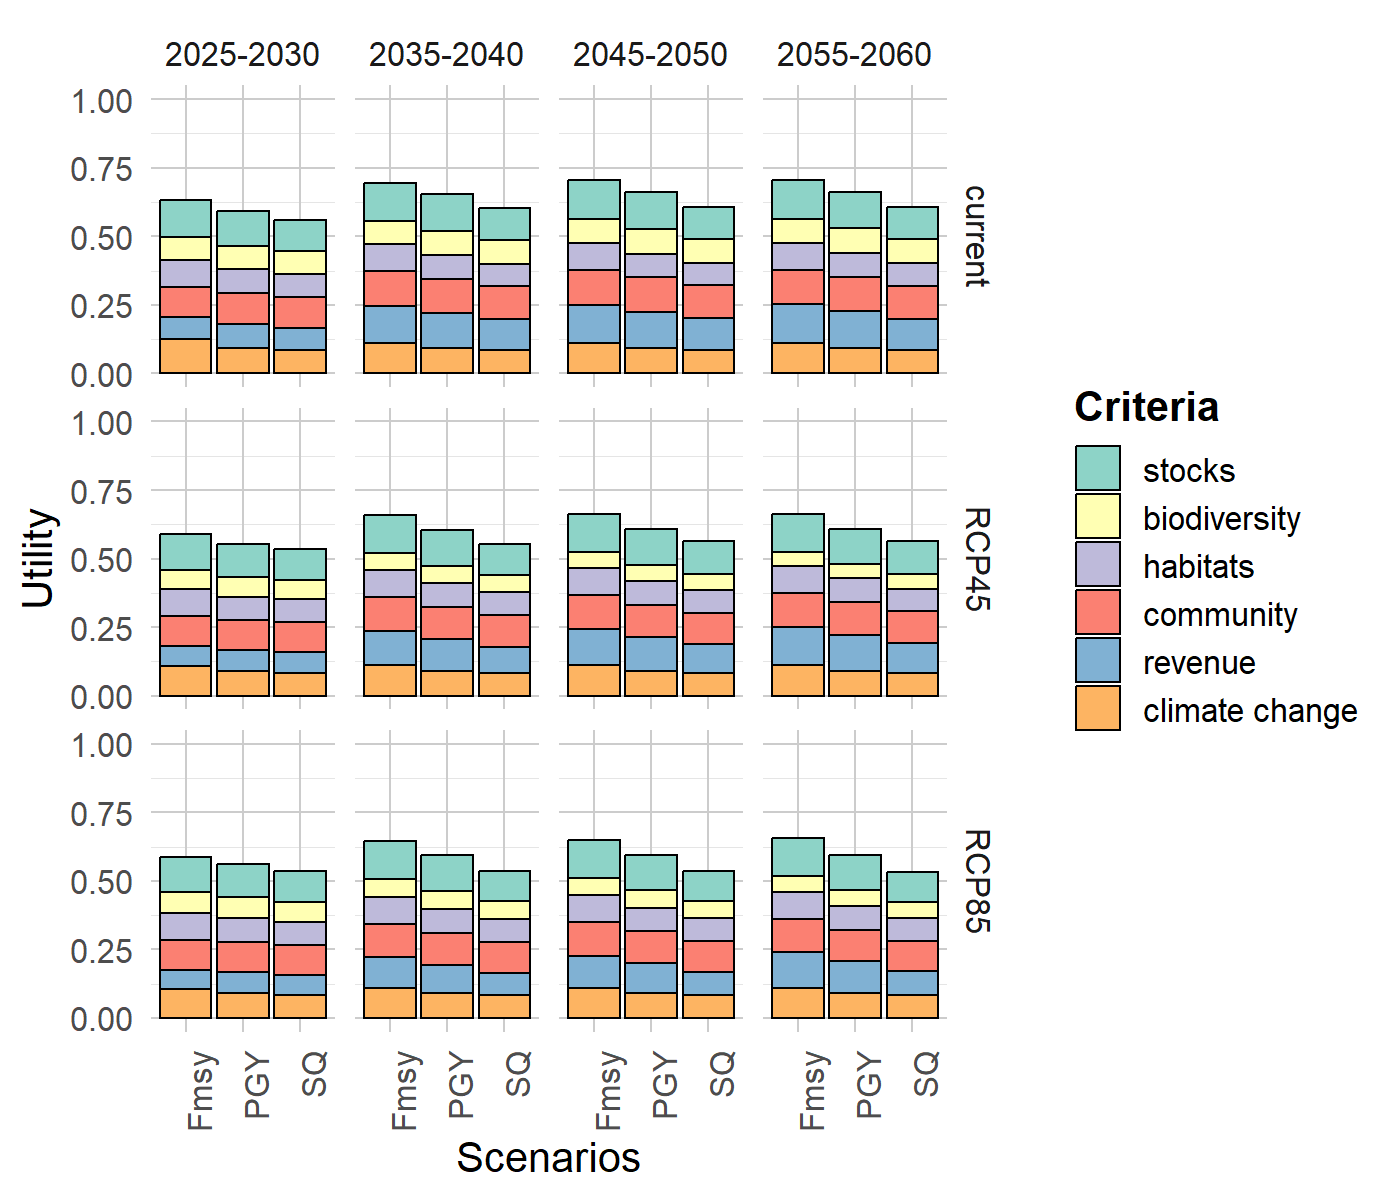 2025-2030 2035-2040 2045-2050 2055-2060
1.00
0.75
0.50
0.25
0.00
current
1.00
0.75
0.50
0.25
0.00
RCP45
1.00
0.75
0.50
0.25
0.00
RCP85
Utility
Fmsy PGY SQ Fmsy PGY SQ Fmsy PGY SQ Fmsy PGY SQ
Scenarios
Criteria
stocks
biodiversity
habitats
community
revenue
climate change